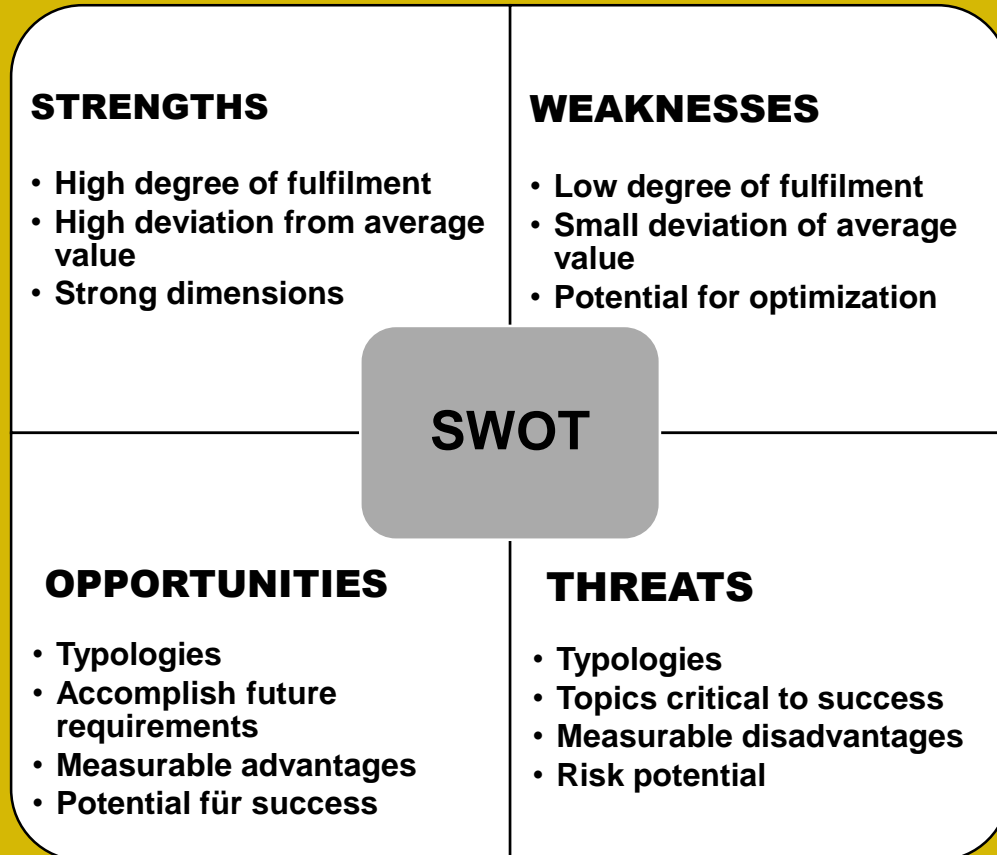 STRENGTHS
• High degree of fulfilment
• High deviation from average
value
• Strong dimensions
WEAKNESSES
• Low degree of fulfilment
• Small deviation of average
value
• Potential for optimization
SWOT
OPPORTUNITIES
• Typologies
• Accomplish future
requirements
• Measurable advantages
• Potential für success
THREATS
• Typologies
• Topics critical to success
• Measurable disadvantages
• Risk potential